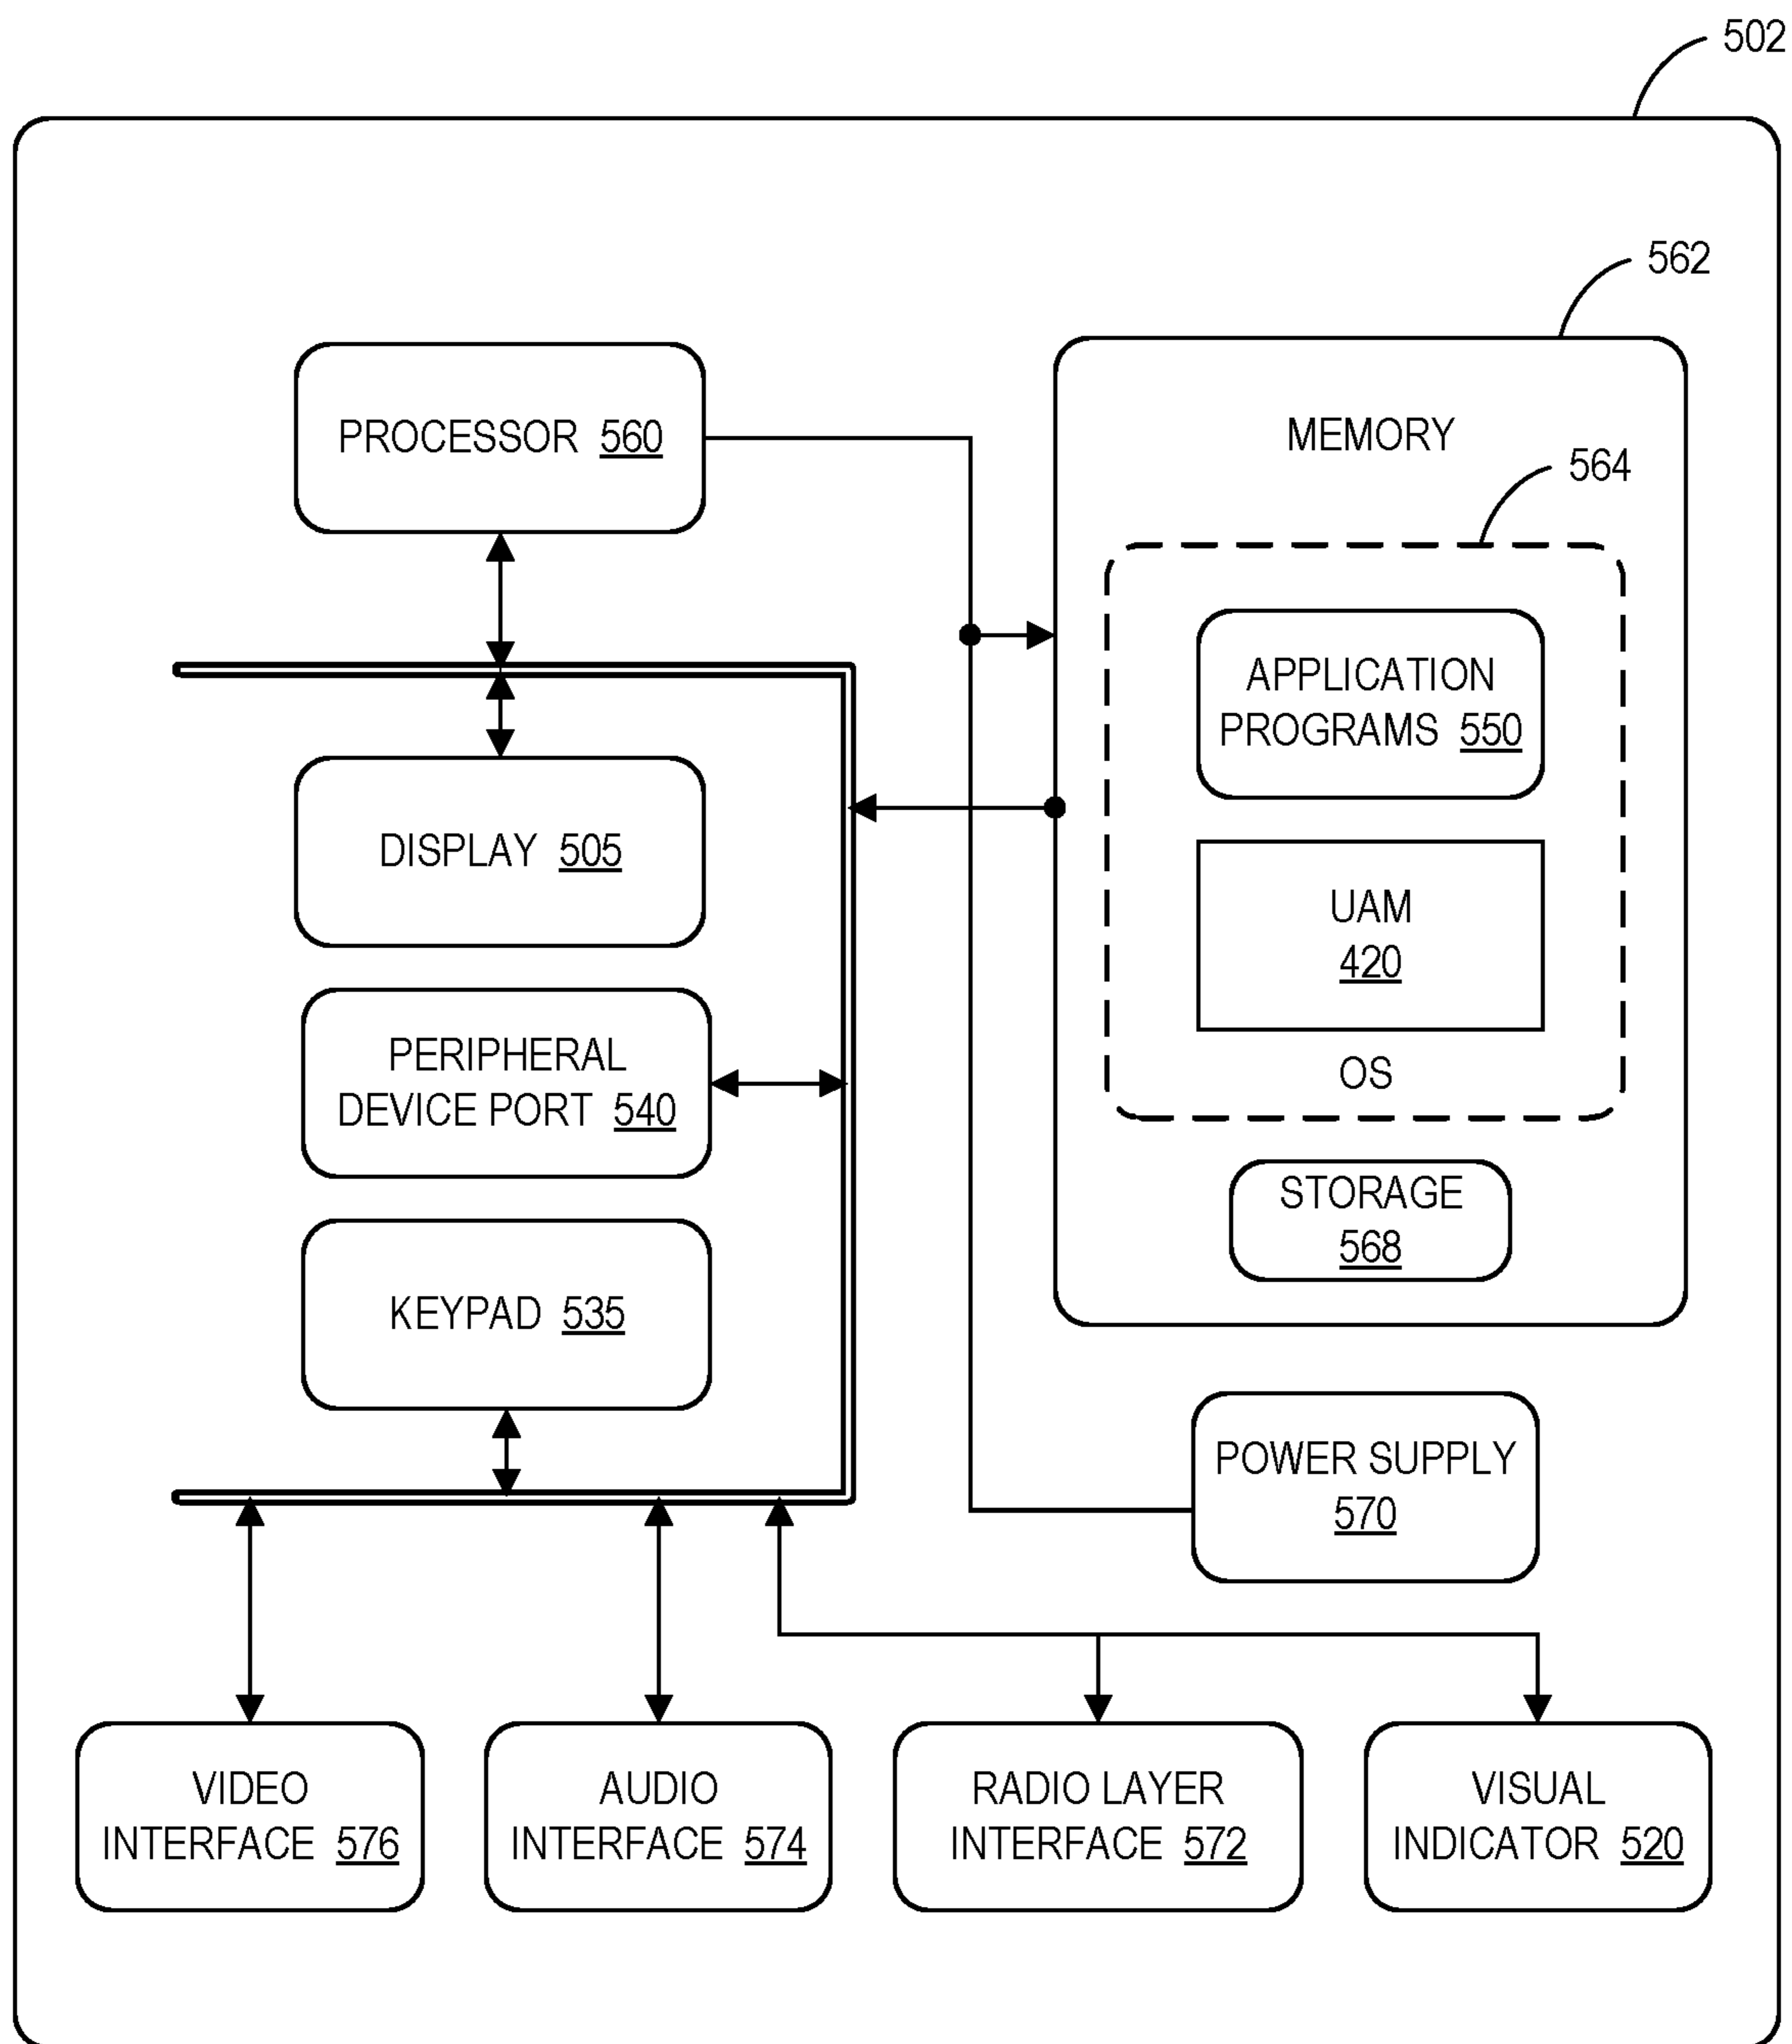 502
562
PROCESSOR 560
MEMORY
564
APPLICATION
PROGRAMS 550
DISPLAY 505
UAM
420
PERIPHERAL
DEVICE PORT 540
OS
STORAGE
568
KEYPAD 535
POWER SUPPLY
570
VIDEO
INTERFACE 576
AUDIO
INTERFACE 574
RADIO LAYER
INTERFACE 572
VISUAL
INDICATOR 520